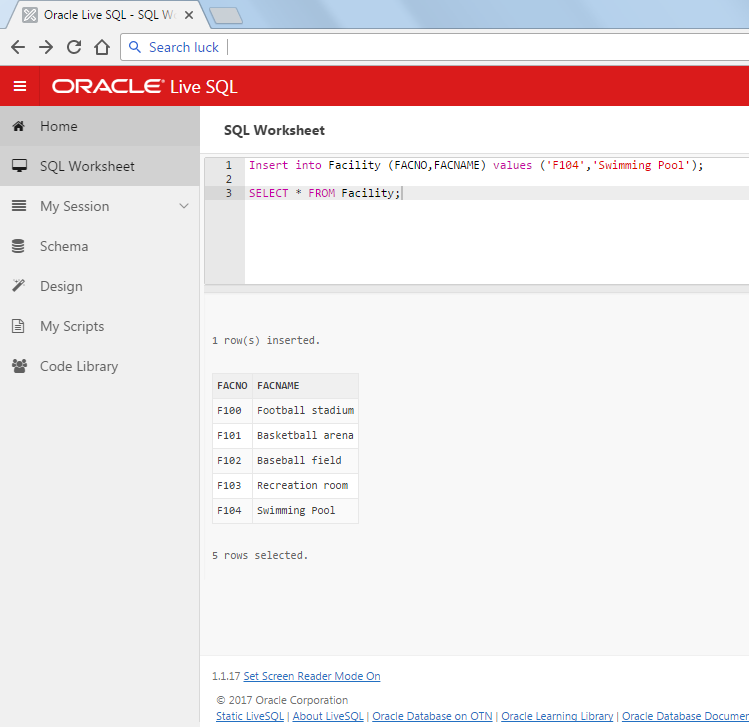 Oracle Live SQL - SQL Wo
Search luck
ORACLE Live SQL
Home
SQL Worksheet
My Session
Schema
Design
My Scripts
Code Library
SQL Worksheet
1 Insert into Facility (FACNO,FACNAME) values ('F104','Swimming Pool');
2
3 SELECT * FROM Facility;
1 row(s) inserted.
FACNO FACNAME
F100 Football stadium
F101 Basketball arena
F102 Baseball field
F103 Recreation room
F104 Swimming Pool
5 rows selected.
1.1.17 Set Screen Reader Mode On
© 2017 Oracle Corporation
Static LiveSQL | About LiveSQL | Oracle Database on OTN | Oracle Learning Library | Oracle Database Documen